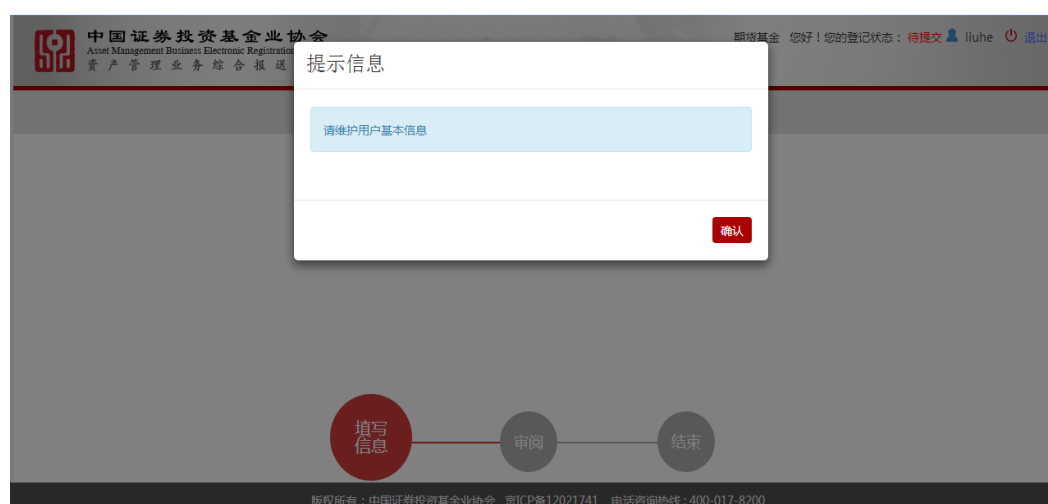 中国证券投资基金业协会
Asset Management Business Electronic Registration
资产管理业务综合报送
期货基金 您好！您的登记状态：待提交 liuhe 退出
提示信息
请维护用户基本信息
确认
填写
信息
审阅
结束
版权所有：中国证券投资基金业协会 京ICP备12021741 电话咨询热线：400-017-8200